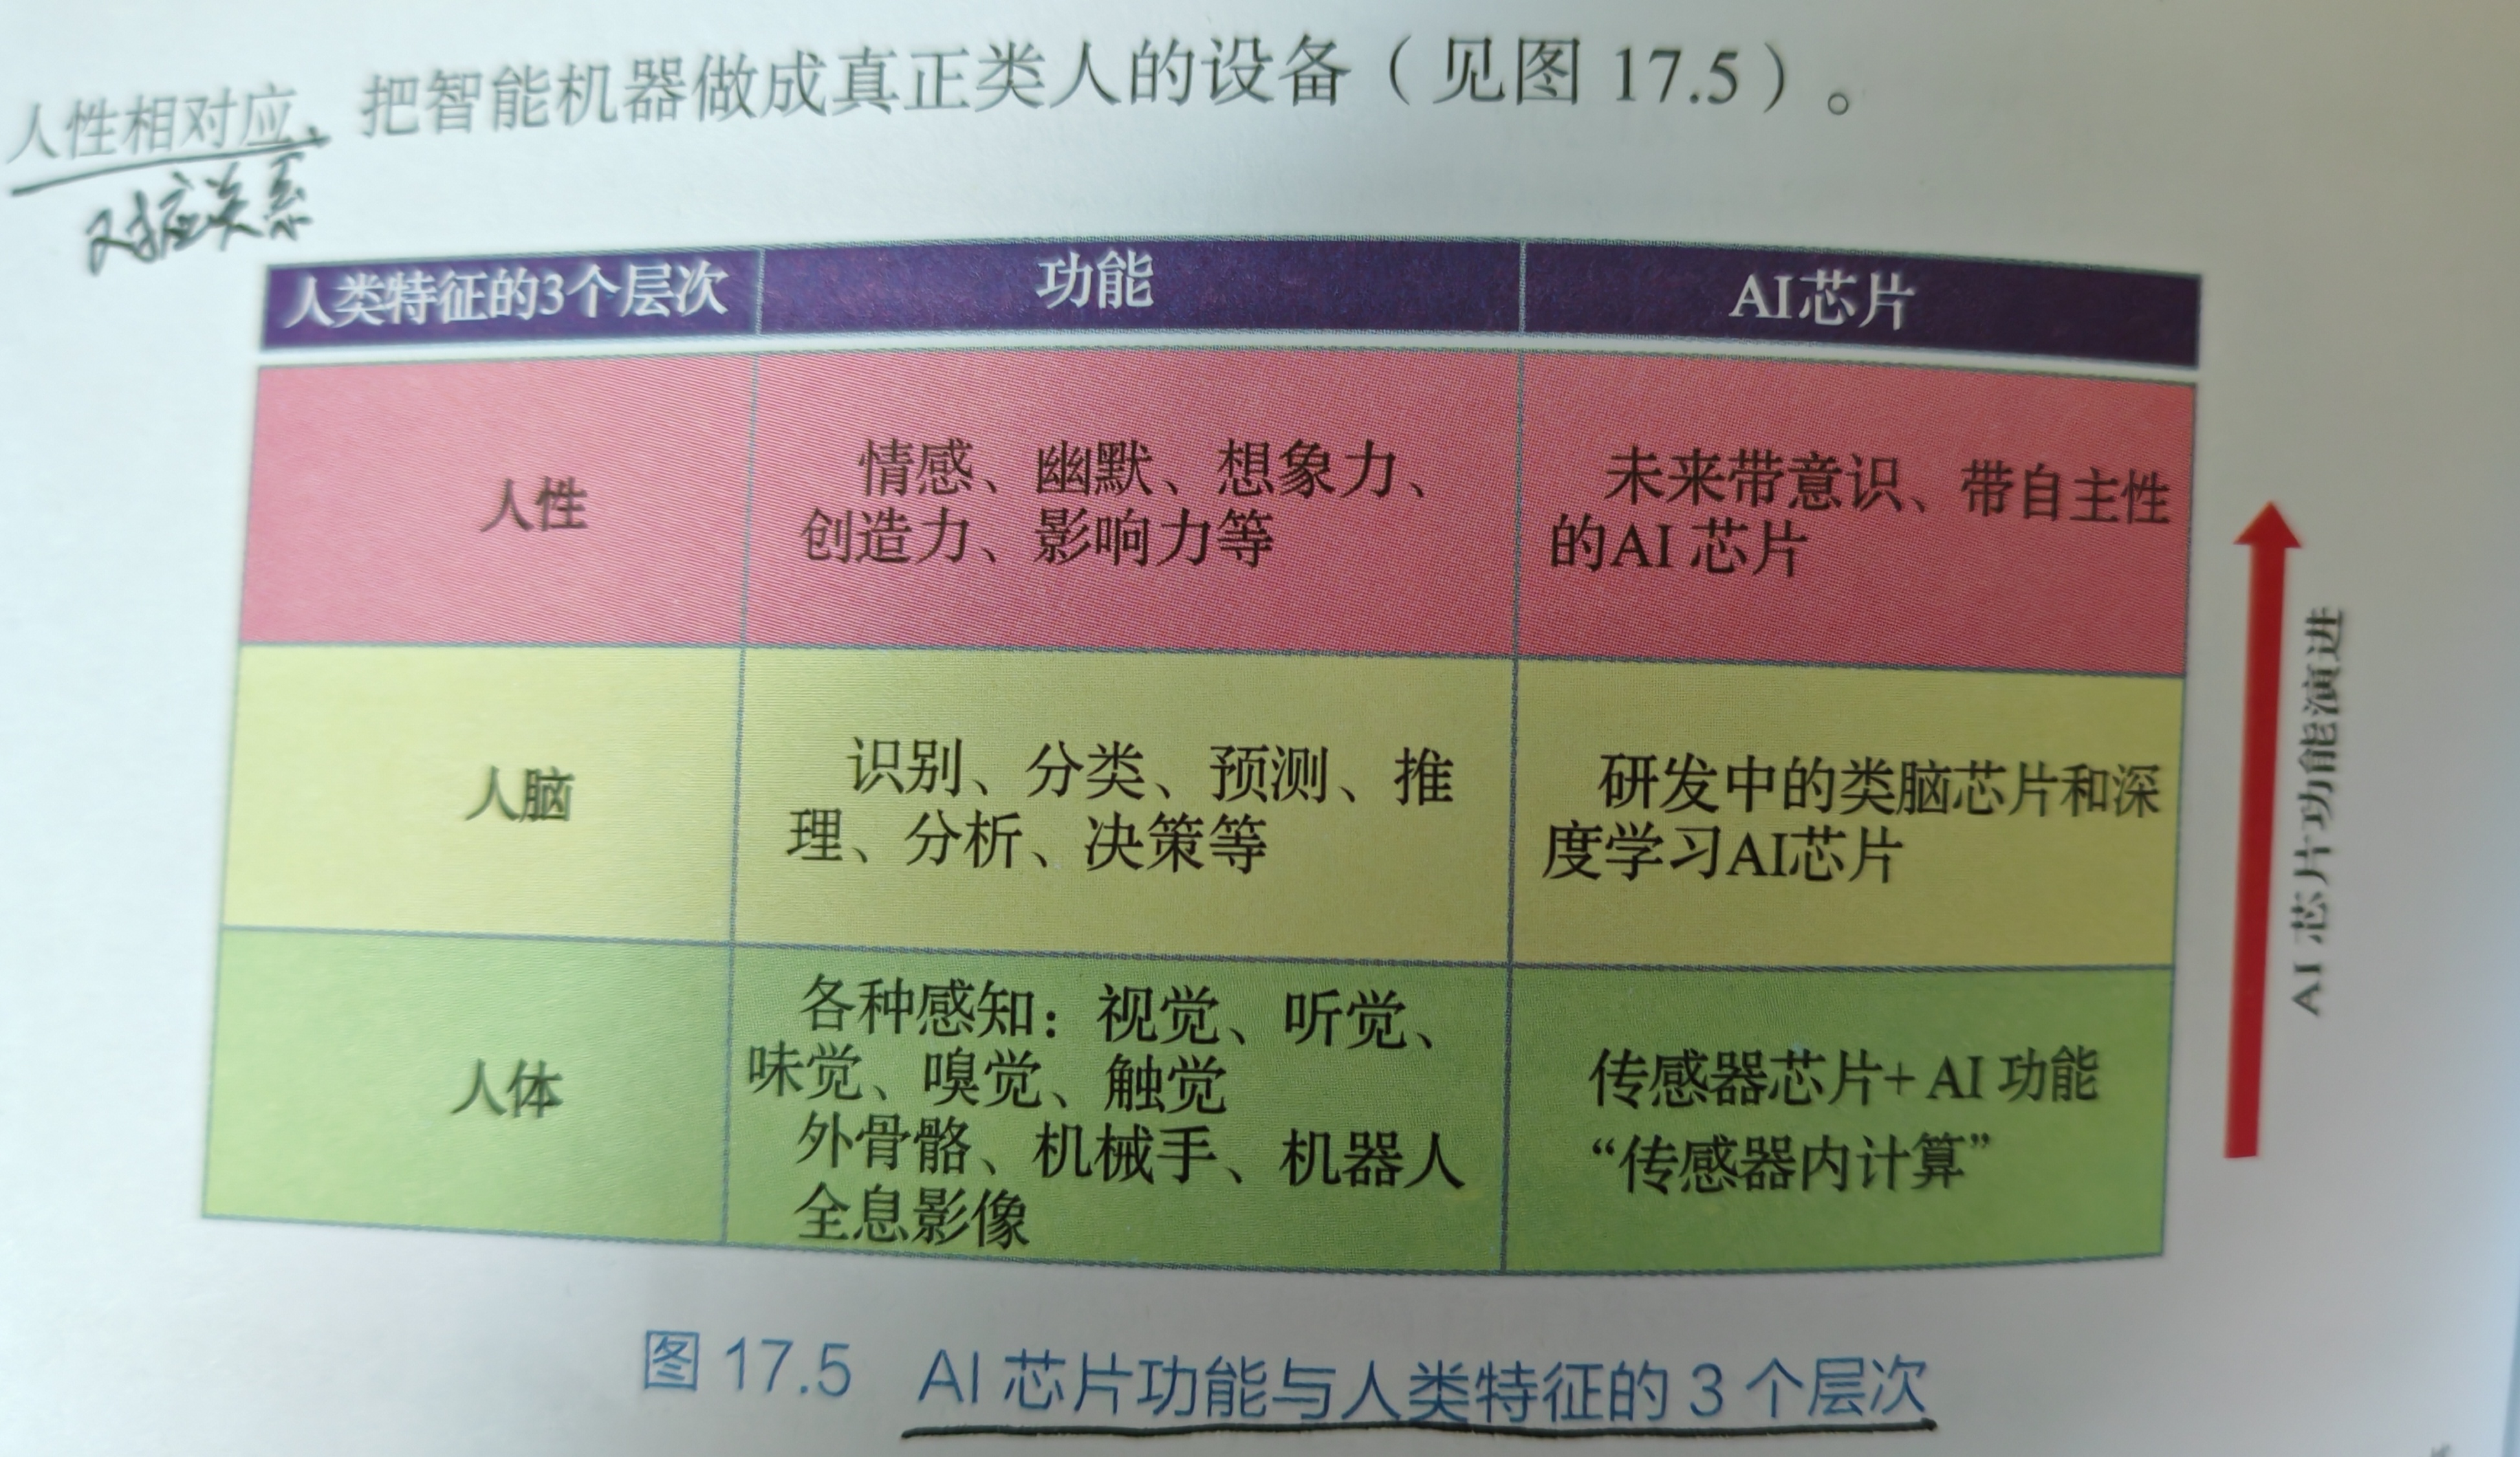 人性相对应，把智能机器做成真正类人的设备（见图 17.5）。
对应关系
人类特征的3个层次
功能
AI芯片
人性
情感、幽默、想象力、
创造力、影响力等
未来带意识、带自主性
的AI 芯片
人脑
识别、分类、预测、推
理、分析、决策等
研发中的类脑芯片和深
度学习AI芯片
人体
各种感知：视觉、听觉、
味觉、嗅觉、触觉
外骨骼、机械手、机器人
全息影像
传感器芯片+ AI 功能
“传感器内计算”
AI 芯片功能演进
图 17.5 AI 芯片功能与人类特征的 3 个层次